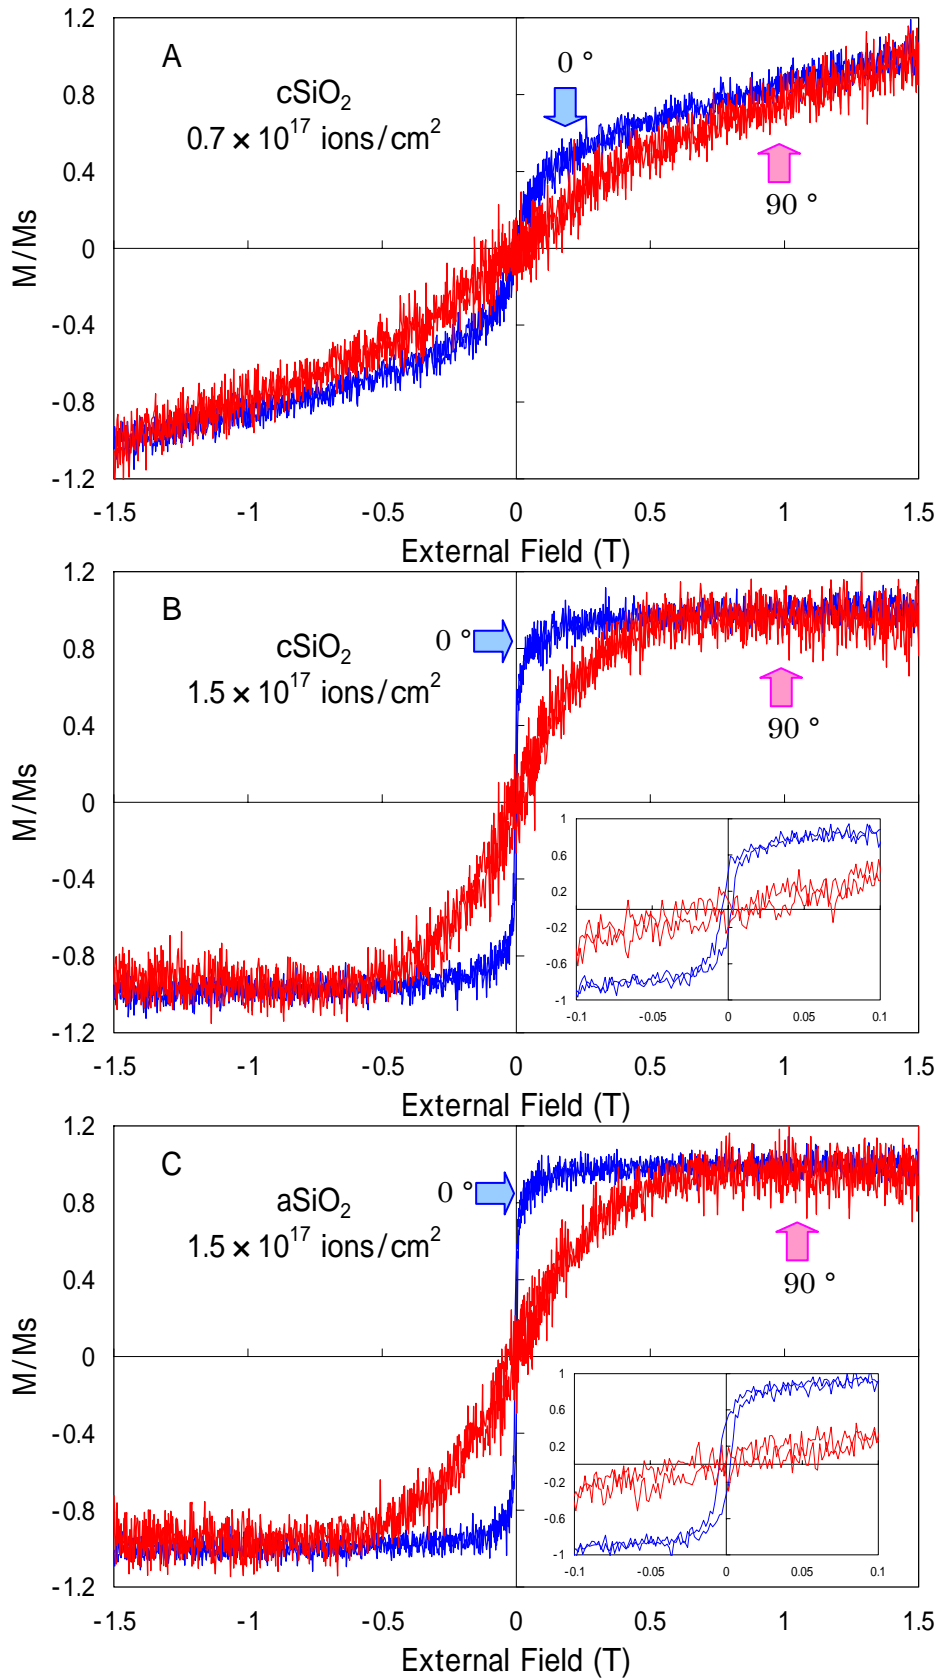 1.2
A
0 °
cSiO2
0.7 × 10^17 ions/cm^2
0.8
0.4
90 °
M/Ms
0
-0.4
-0.8
-1.2
-1.5 -1 -0.5 0 0.5 1 1.5
External Field (T)
1.2
B
0 °
cSiO2
1.5 × 10^17 ions/cm^2
0.8
90 °
0.4
M/Ms
0
1
0.6
0.2
-0.2
-0.6
-1
-0.1 -0.05 0 0.05 0.1
-0.4
-0.8
-1.2
-1.5 -1 -0.5 0 0.5 1 1.5
External Field (T)
1.2
C
0 °
aSiO2
1.5 × 10^17 ions/cm^2
0.8
90 °
0.4
M/Ms
0
1
0.6
0.2
-0.2
-0.6
-1
-0.1 -0.05 0 0.05 0.1
-0.4
-0.8
-1.2
-1.5 -1 -0.5 0 0.5 1 1.5
External Field (T)